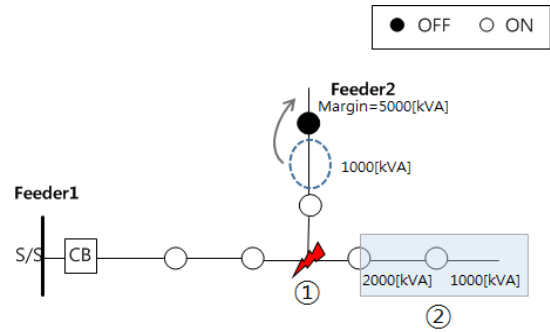 OFF ON
Feeder2
Margin=5000[kVA]
1000[kVA]
Feeder1
S/S CB
2000[kVA] 1000[kVA]
① ②